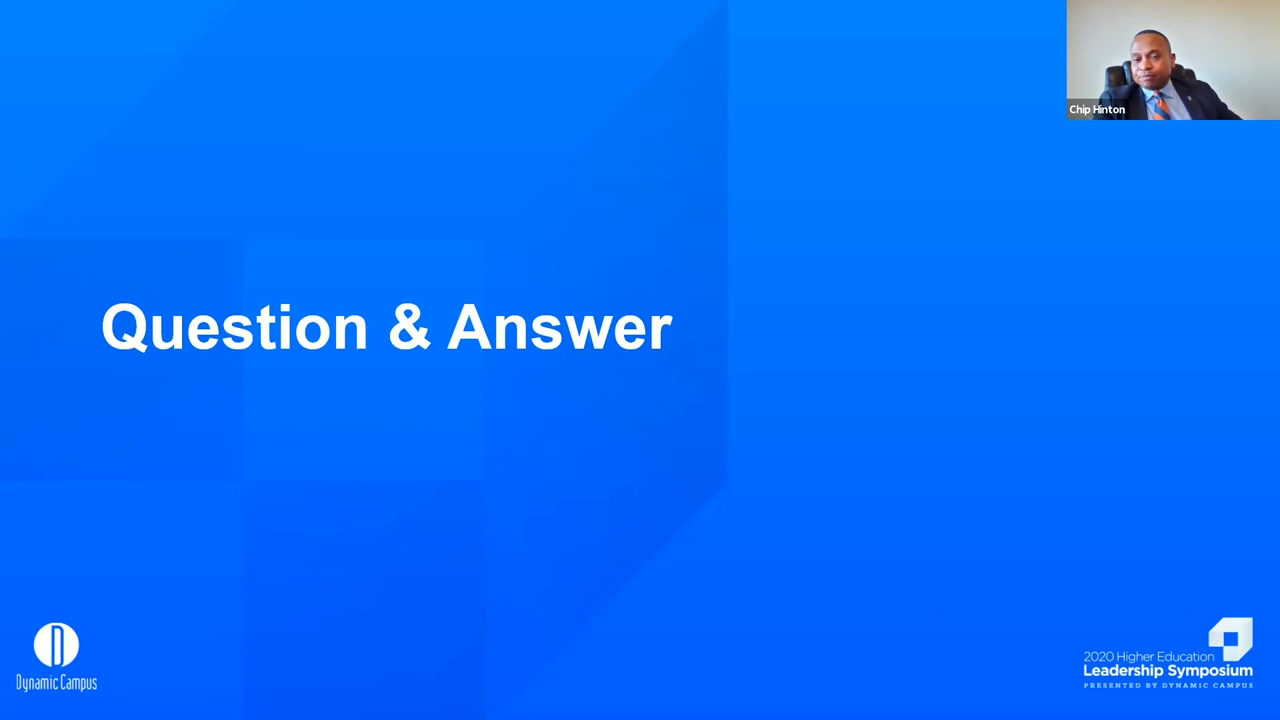 Chip Hinton
Question & Answer
Dynamic Campus
2020 Higher Education
Leadership Symposium
PRESENTED BY DYNAMIC CAMPUS